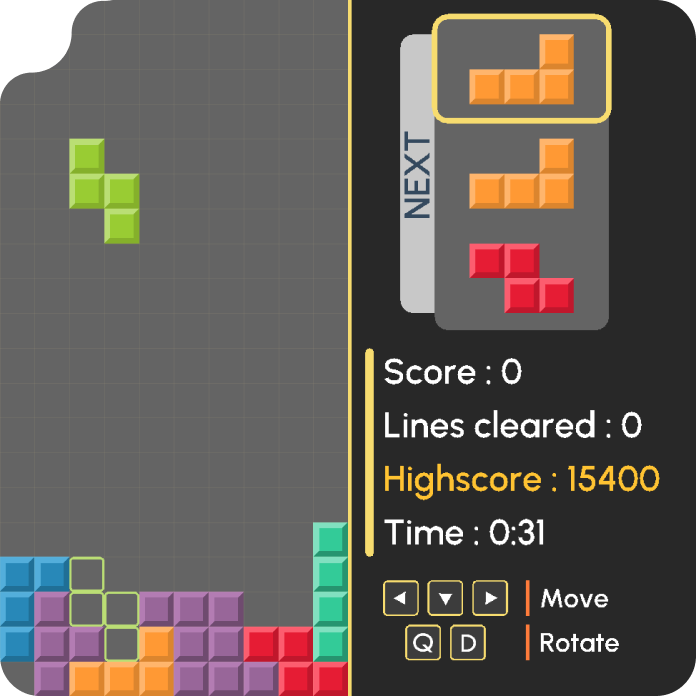 NEXT
Score : 0
Lines cleared : 0
Highscore : 15400
Time : 0:31
Move
Q D Rotate